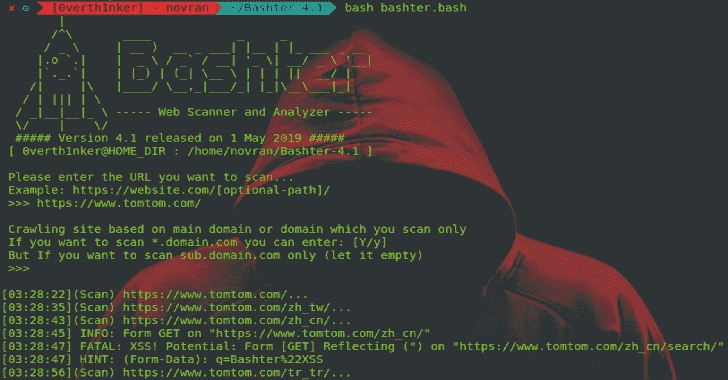 ✗ ⚙ [0verth1nker] - novran ~/Bashter-4.1 bash bashter.bash
Bashter
----- Web Scanner and Analyzer -----
##### Version 4.1 released on 1 May 2019 #####
[ 0verth1nker@HOME_DIR : /home/novran/Bashter-4.1 ]
Please enter the URL you want to scan...
Example: https://website.com/[optional-path]/
>>> https://www.tomtom.com/
Crawling site based on main domain or domain which you scan only
If you want to scan *.domain.com you can enter: [Y/y]
But If you want to scan sub.domain.com only (let it empty)
>>>
[03:28:22](Scan) https://www.tomtom.com/...
[03:28:35](Scan) https://www.tomtom.com/zh_tw/...
[03:28:43](Scan) https://www.tomtom.com/zh_cn/...
[03:28:45] INFO: Form GET on "https://www.tomtom.com/zh_cn/"
[03:28:47] FATAL: XSS! Potential: Form [GET] Reflecting (") on "https://www.tomtom.com/zh_cn/search/"
[03:28:47] HINT: (Form-Data): q=Bashter%22XSS
[03:28:56](Scan) https://www.tomtom.com/tr_tr/...